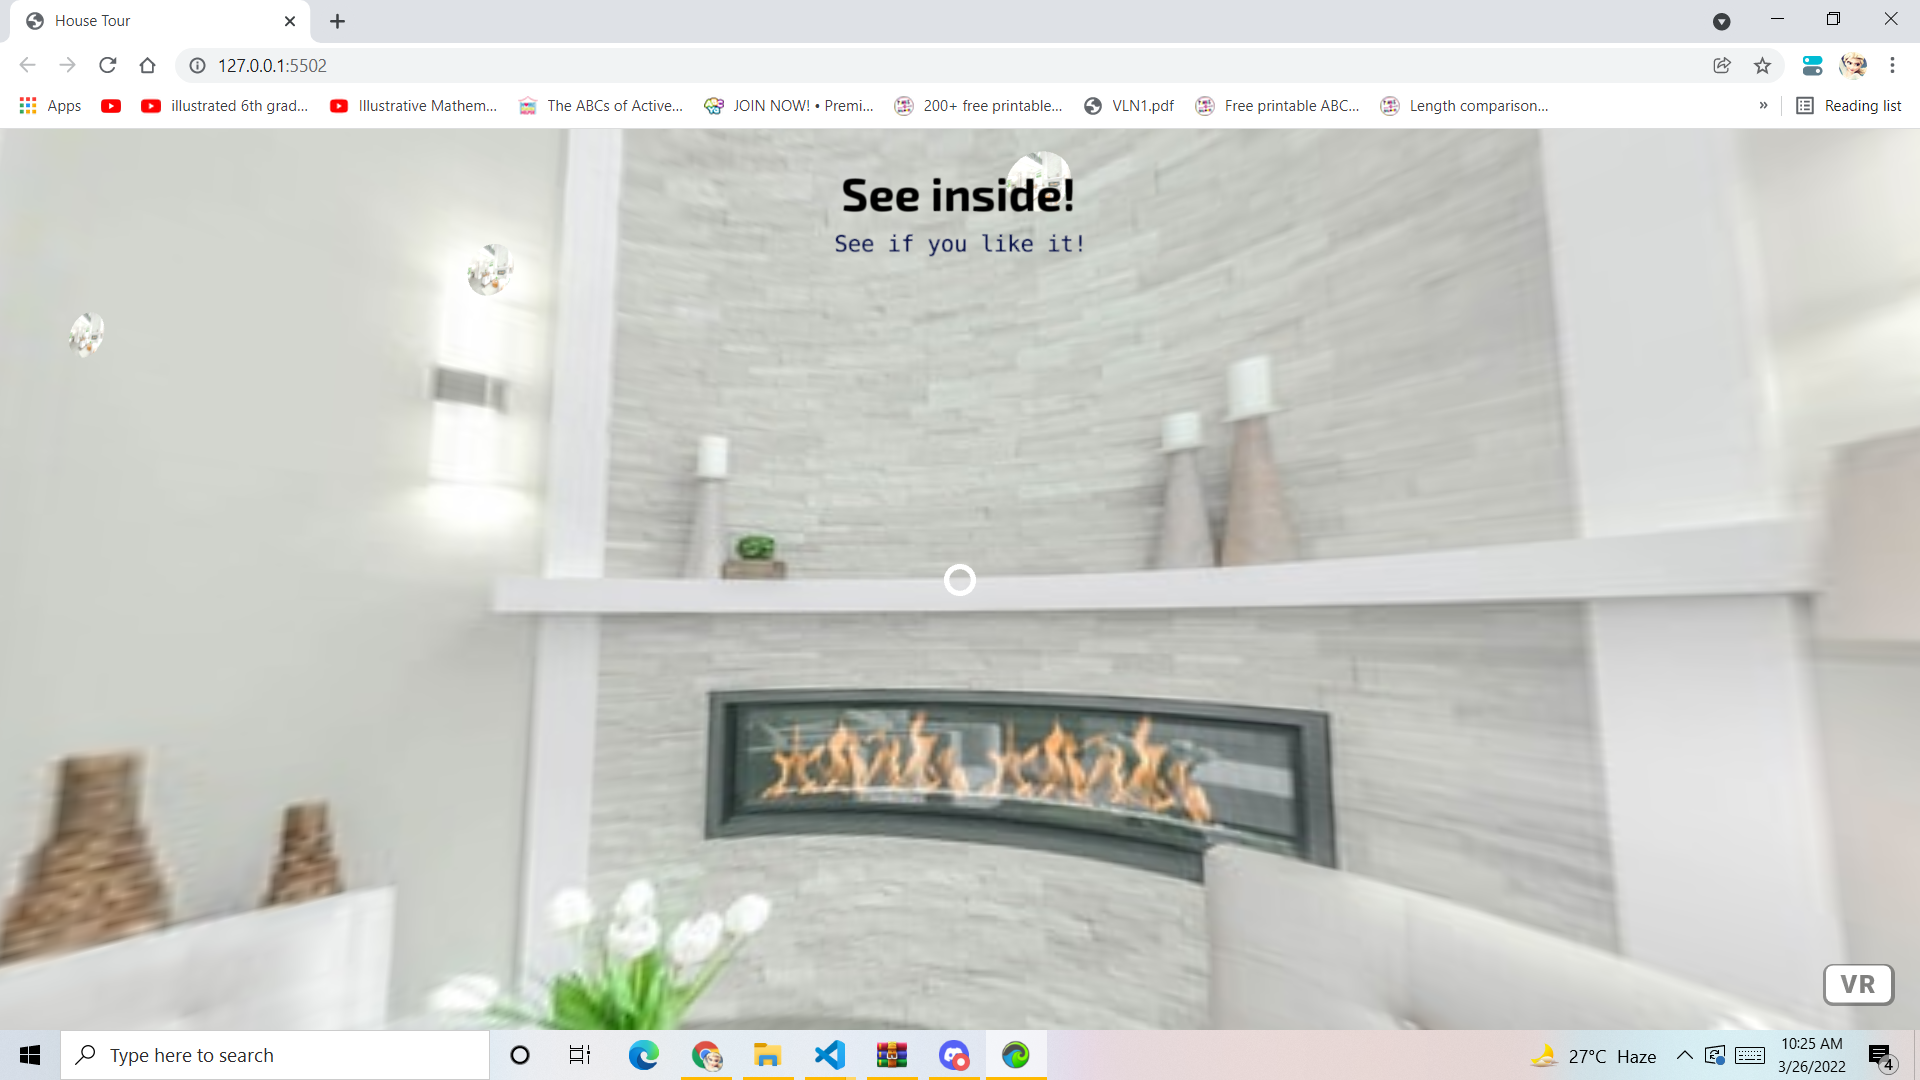 House Tour
127.0.0.1:5502
Apps
illustrated 6th grad...
Illustrative Mathem...
The ABCs of Active...
JOIN NOW! • Premi...
200+ free printable...
VLN1.pdf
Free printable ABC...
Length comparison...
»
Reading list
See inside!
See if you like it!
VR
Type here to search
27°C Haze
10:25 AM
3/26/2022
4